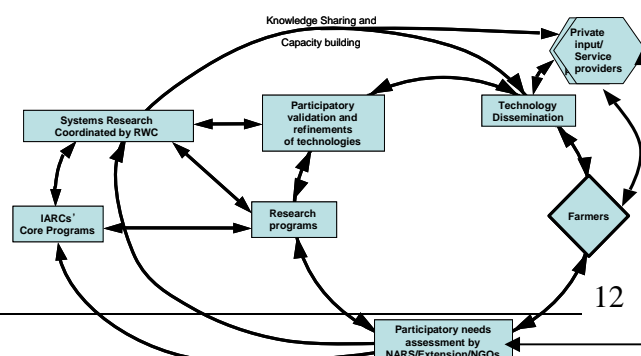 Knowledge Sharing and
Capacity building
Private
input/
Service
providers
Systems Research
Coordinated by RWC
Participatory
validation and
refinements
of technologies
Technology
Dissemination
IARCs'
Core Programs
Research
programs
Farmers
12
Participatory needs
assessment by
NARS/Extension/NGOs